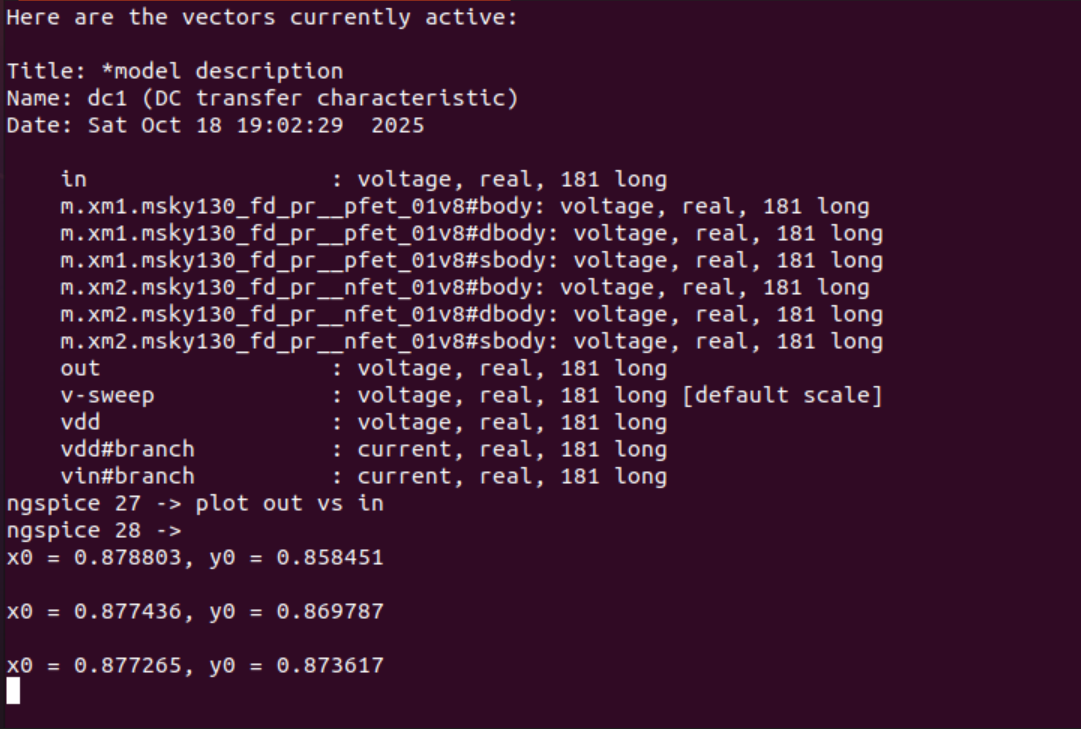 Here are the vectors currently active:
Title: *model description
Name: dc1 (DC transfer characteristic)
Date: Sat Oct 18 19:02:29  2025
    in                  : voltage, real, 181 long
    m.xm1.msky130_fd_pr__pfet_01v8#body: voltage, real, 181 long
    m.xm1.msky130_fd_pr__pfet_01v8#dbody: voltage, real, 181 long
    m.xm1.msky130_fd_pr__pfet_01v8#sbody: voltage, real, 181 long
    m.xm2.msky130_fd_pr__nfet_01v8#body: voltage, real, 181 long
    m.xm2.msky130_fd_pr__nfet_01v8#dbody: voltage, real, 181 long
    m.xm2.msky130_fd_pr__nfet_01v8#sbody: voltage, real, 181 long
    out                 : voltage, real, 181 long
    v-sweep             : voltage, real, 181 long [default scale]
    vdd                 : voltage, real, 181 long
    vdd#branch          : current, real, 181 long
    vin#branch          : current, real, 181 long
ngspice 27 -> plot out vs in
ngspice 28 ->
x0 = 0.878803, y0 = 0.858451
x0 = 0.877436, y0 = 0.869787
x0 = 0.877265, y0 = 0.873617